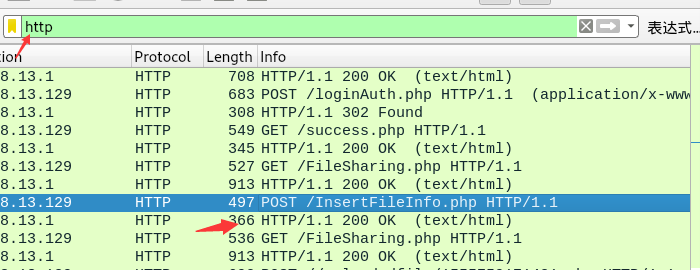 http 表达式…
tion Protocol Length Info
8.13.1 HTTP 708 HTTP/1.1 200 OK (text/html)
8.13.129 HTTP 683 POST /loginAuth.php HTTP/1.1 (application/x-www
8.13.1 HTTP 308 HTTP/1.1 302 Found
8.13.129 HTTP 549 GET /success.php HTTP/1.1
8.13.1 HTTP 345 HTTP/1.1 200 OK (text/html)
8.13.129 HTTP 527 GET /FileSharing.php HTTP/1.1
8.13.1 HTTP 913 HTTP/1.1 200 OK (text/html)
8.13.129 HTTP 497 POST /InsertFileInfo.php HTTP/1.1
8.13.1 HTTP 366 HTTP/1.1 200 OK (text/html)
8.13.129 HTTP 536 GET /FileSharing.php HTTP/1.1
8.13.1 HTTP 913 HTTP/1.1 200 OK (text/html)